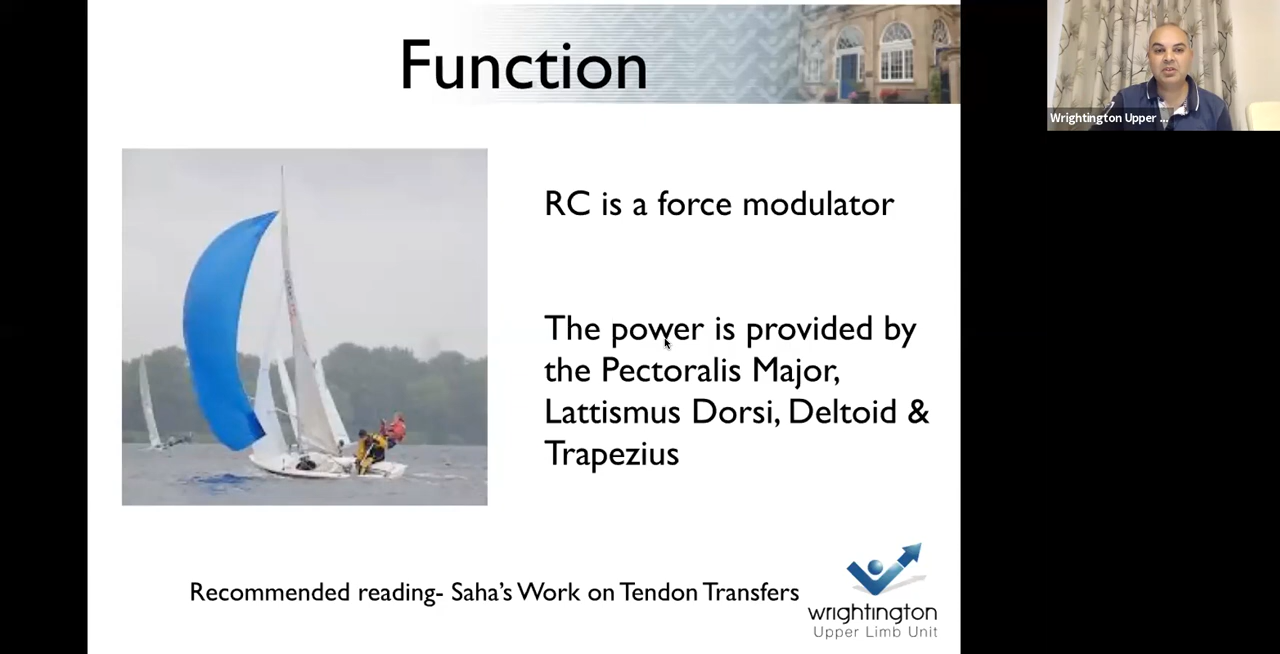 Function
RC is a force modulator
The power is provided by
the Pectoralis Major,
Lattismus Dorsi, Deltoid &
Trapezius
Recommended reading- Saha's Work on Tendon Transfers
wrightington
Upper Limb Unit
Wrightington Upper ...